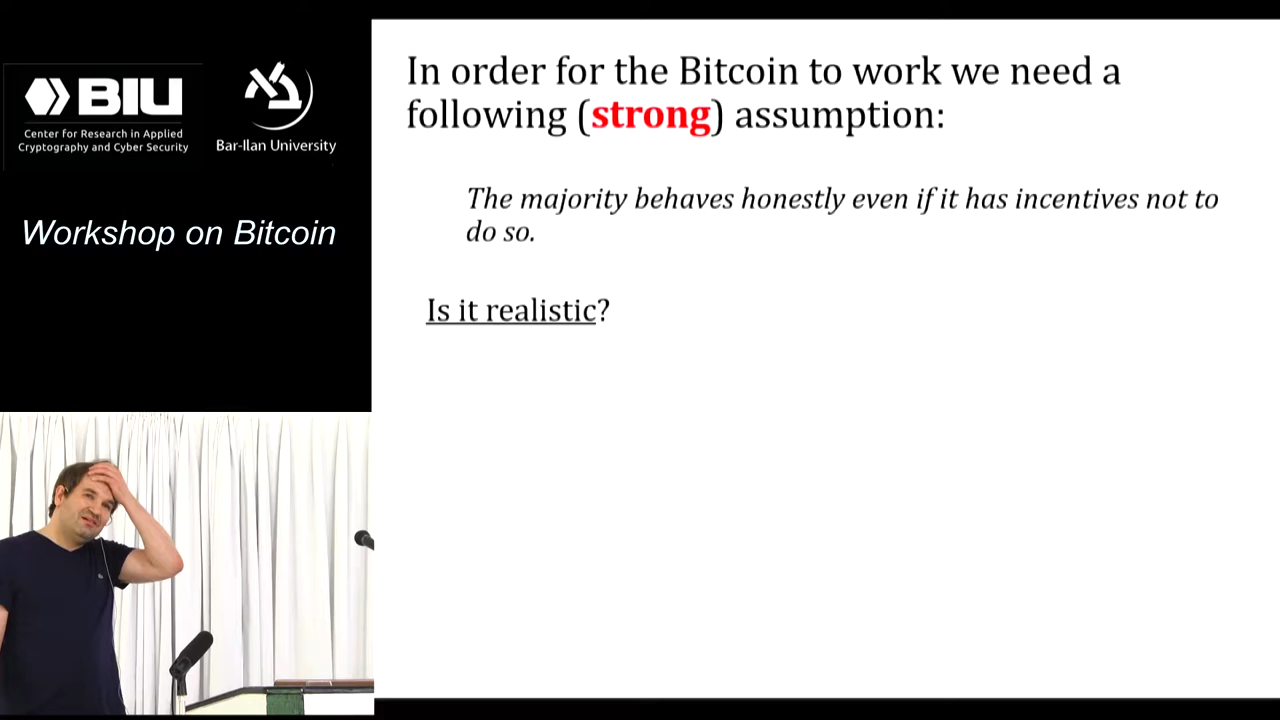 BIU
Center for Research in Applied
Cryptography and Cyber Security
Bar-Ilan University
Workshop on Bitcoin
In order for the Bitcoin to work we need a
following (strong) assumption:
The majority behaves honestly even if it has incentives not to
do so.
Is it realistic?